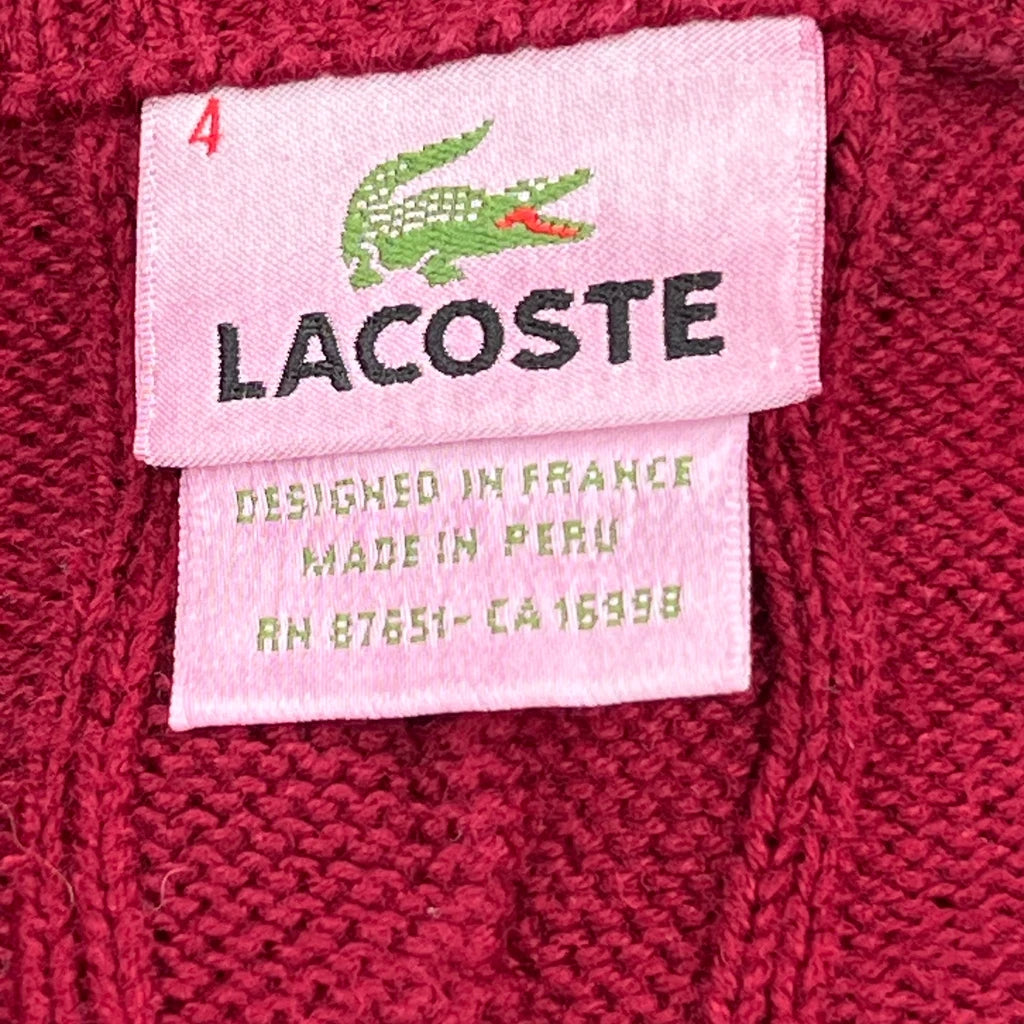 4
LACOSTE
DESIGNED IN FRANCE
MADE IN PERU
RN 87651- CA 16998